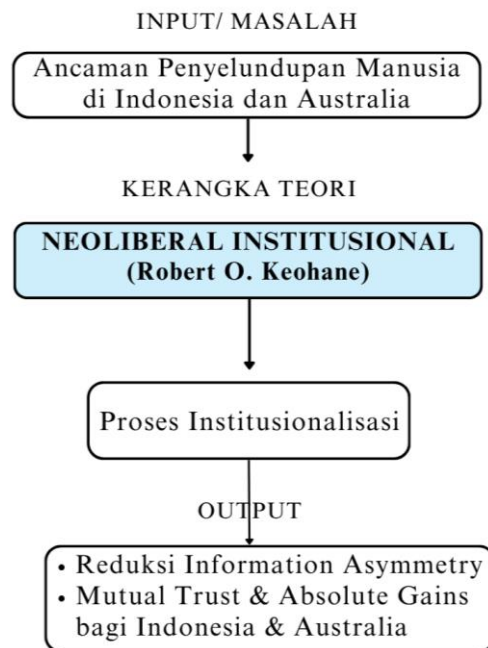 INPUT/ MASALAH
Ancaman Penyelundupan Manusia
di Indonesia dan Australia
KERANGKA TEORI
NEOLIBERAL INSTITUSIONAL
(Robert O. Keohane)
Proses Institusionalisasi
OUTPUT
• Reduksi Information Asymmetry
• Mutual Trust & Absolute Gains
bagi Indonesia & Australia